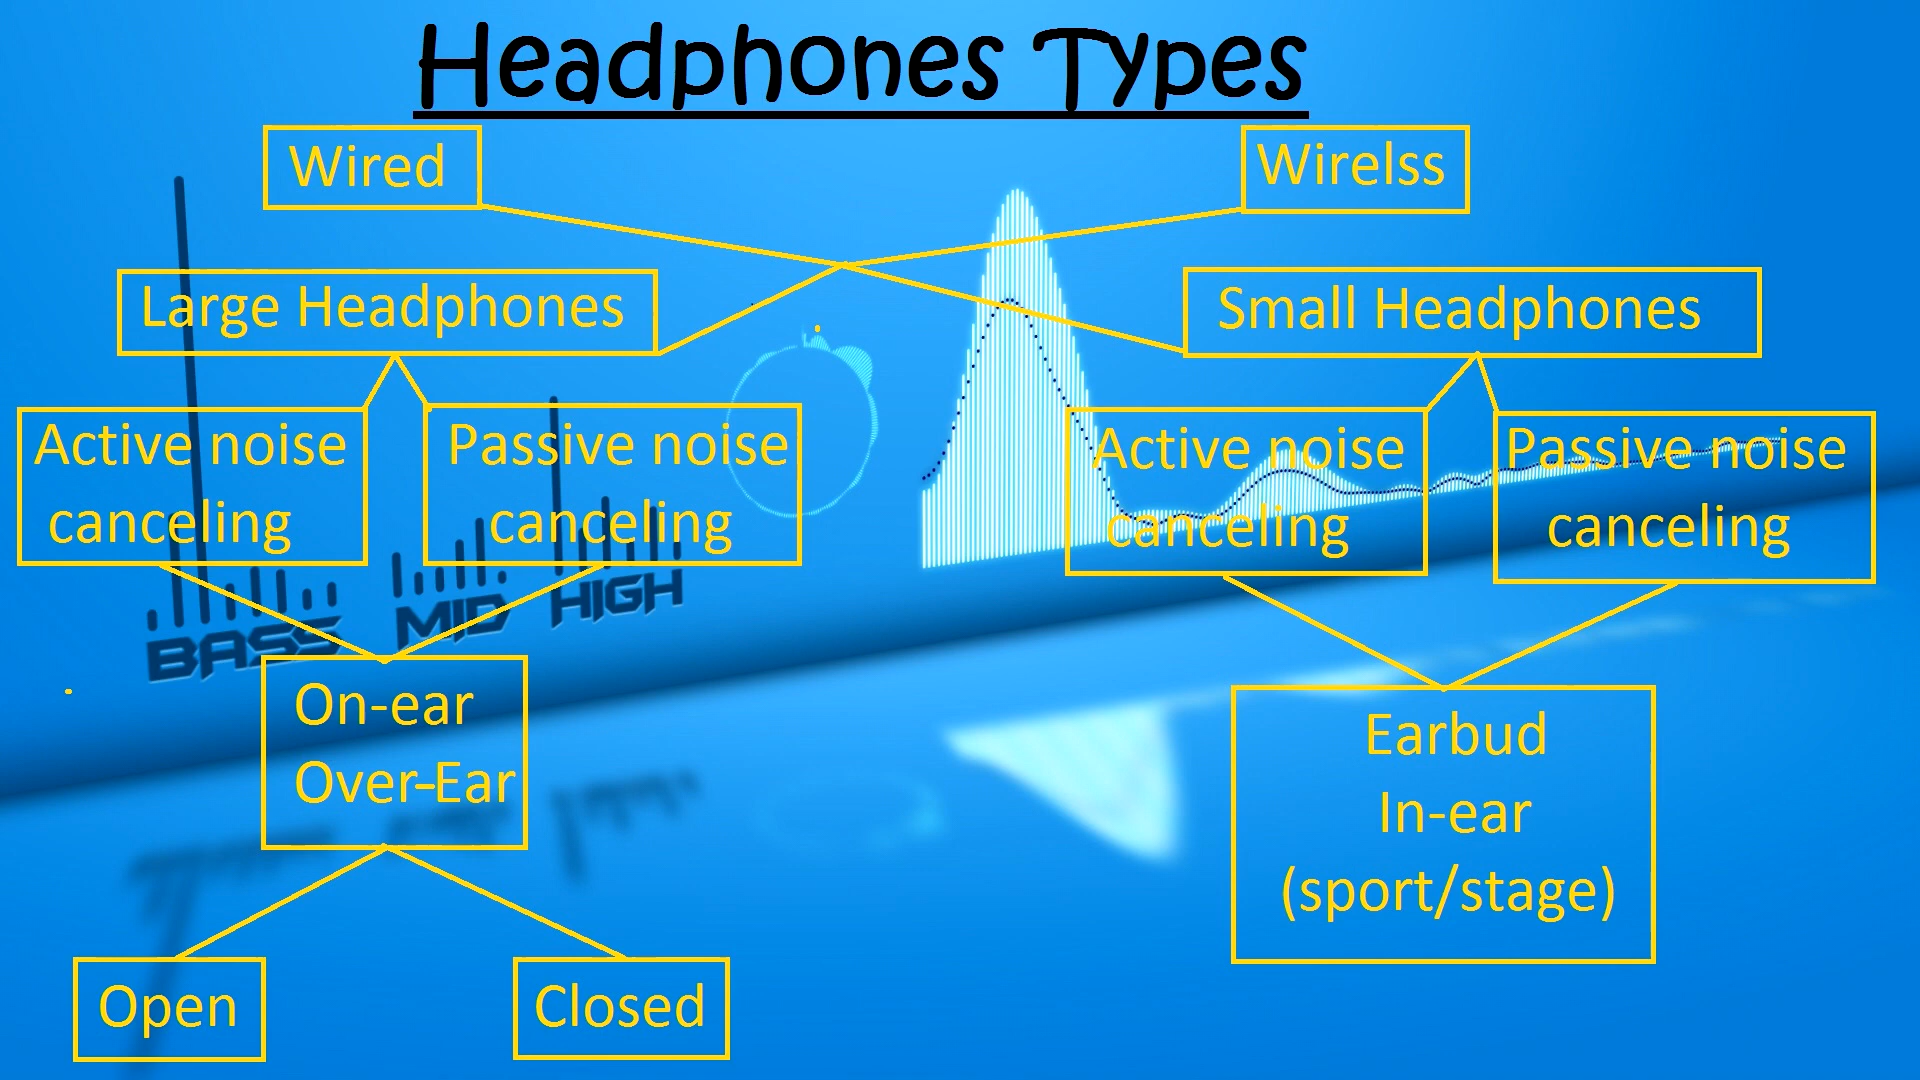 Headphones Types
Wired
Wirelss
Large Headphones
Small Headphones
Active noise
canceling
Passive noise
canceling
Active noise
canceling
Passive noise
canceling
BASS
MID
HIGH
On-ear
Over-Ear
Earbud
In-ear
(sport/stage)
Open
Closed